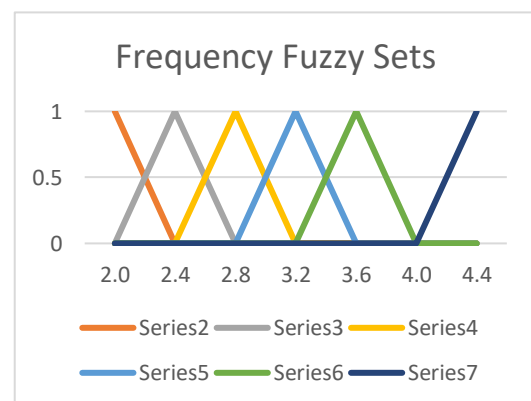 Frequency Fuzzy Sets
1
0.5
0
2.0 2.4 2.8 3.2 3.6 4.0 4.4
Series2 Series3 Series4
Series5 Series6 Series7